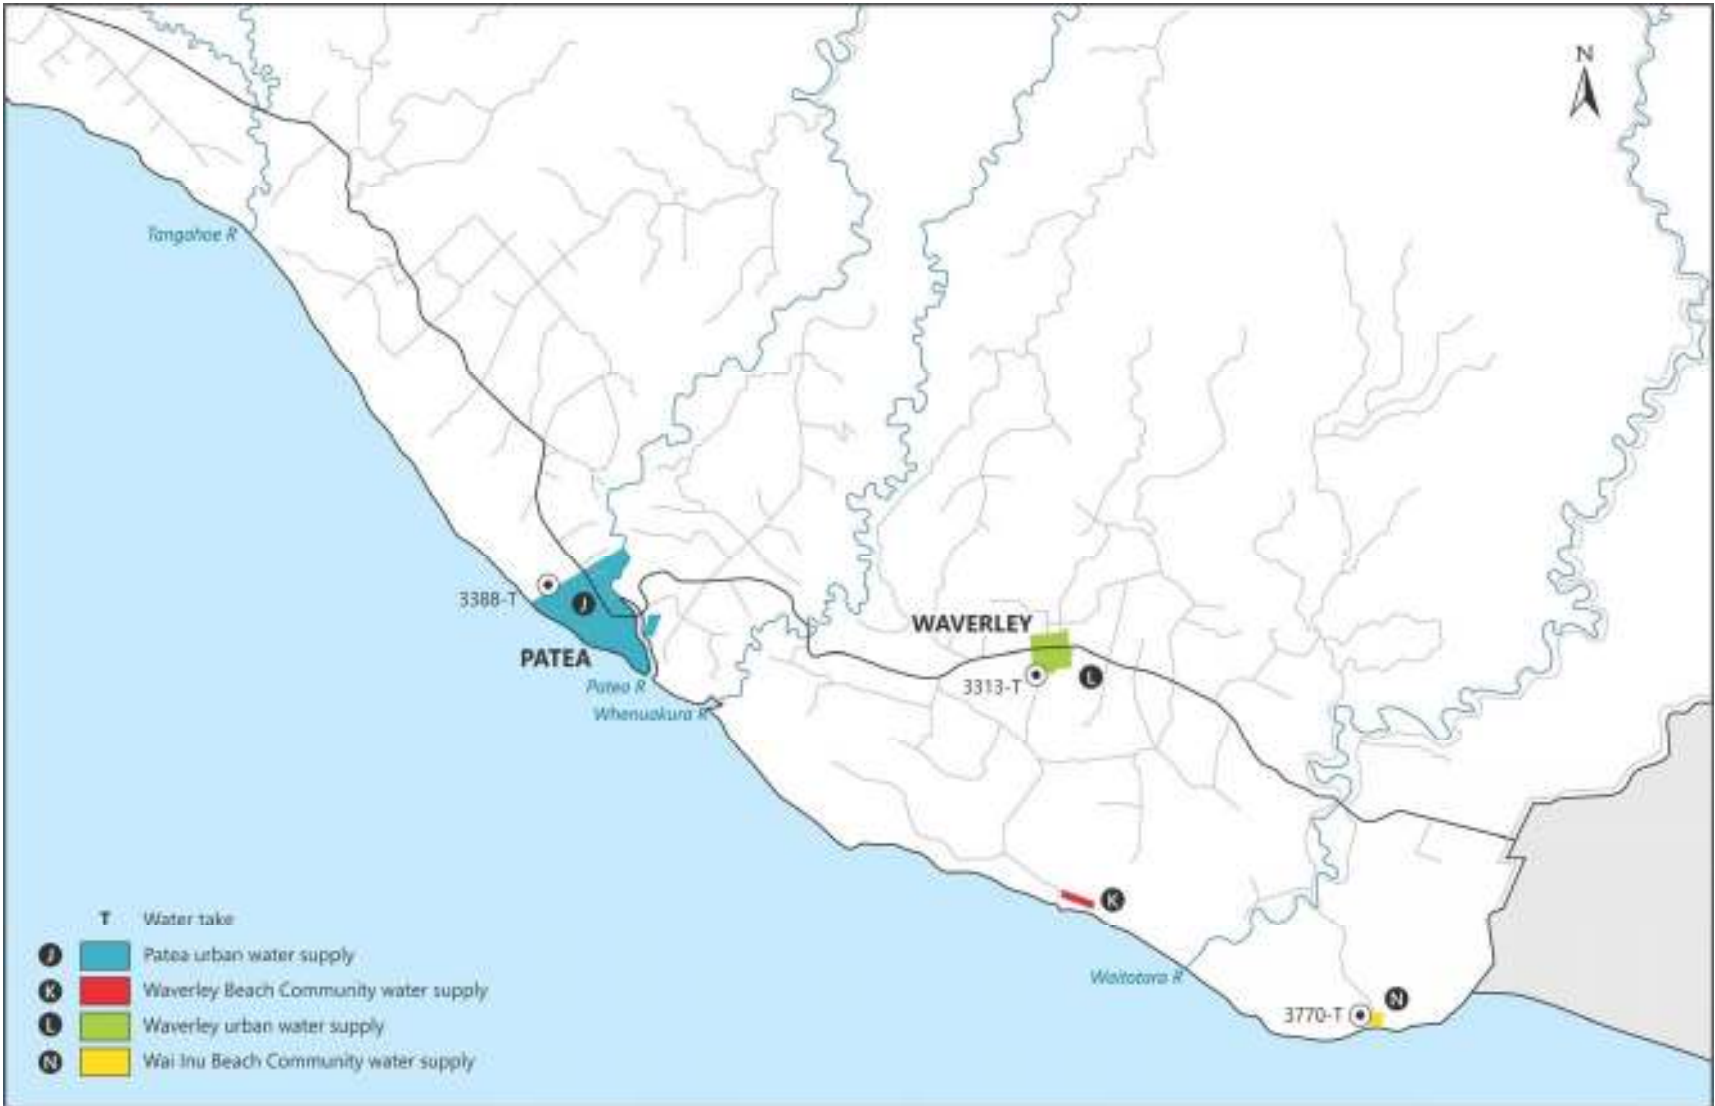 N
Tangahoe R
3388-T
J
PATEA
Patea R
Whenuakura R
WAVERLEY
3313-T
L
K
Waitotara R
3770-T
N
T Water take
J Patea urban water supply
K Waverley Beach Community water supply
L Waverley urban water supply
N Wai Inu Beach Community water supply